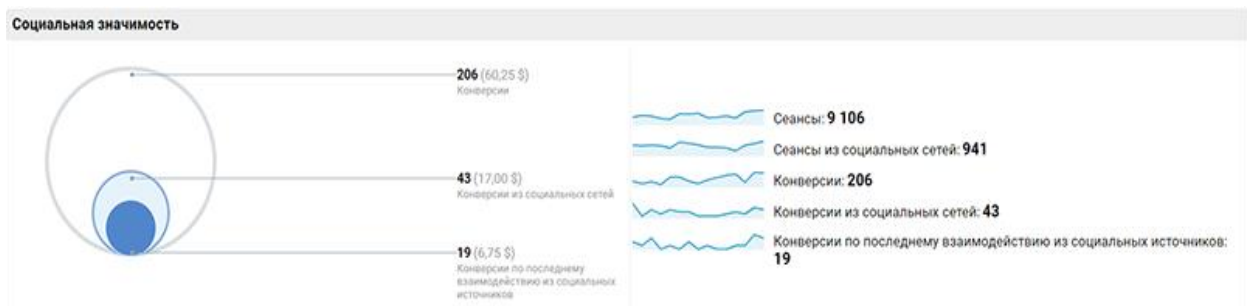 Социальная значимость
206 (60,25 $)
Конверсии
43 (17,00 $)
Конверсии из социальных сетей
19 (6,75 $)
Конверсии по последнему
взаимодействию из социальных
источников
Сеансы: 9 106
Сеансы из социальных сетей: 941
Конверсии: 206
Конверсии из социальных сетей: 43
Конверсии по последнему взаимодействию из социальных источников:
19